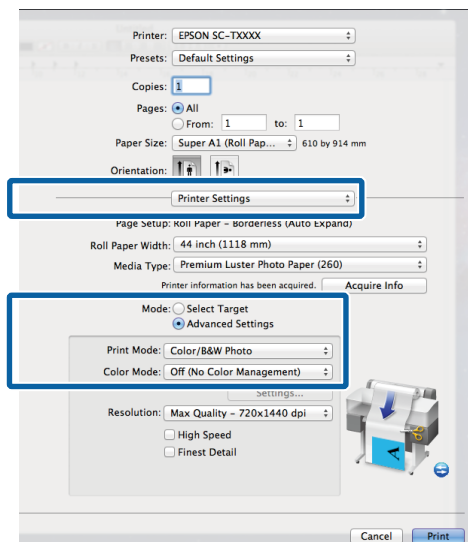 Printer: EPSON SC-TXXXX
Presets: Default Settings
Copies: 1
Pages: All
From: 1 to: 1
Paper Size: Super A1 (Roll Pap... 610 by 914 mm
Orientation:
Printer Settings
Page Setup: Roll Paper - Borderless (Auto Expand)
Roll Paper Width: 44 inch (1118 mm)
Media Type: Premium Luster Photo Paper (260)
Printer information has been acquired. Acquire Info
Mode: Select Target
Advanced Settings
Print Mode: Color/B&W Photo
Color Mode: Off (No Color Management)
Settings...
Resolution: Max Quality - 720x1440 dpi
High Speed
Finest Detail
A
Cancel Print